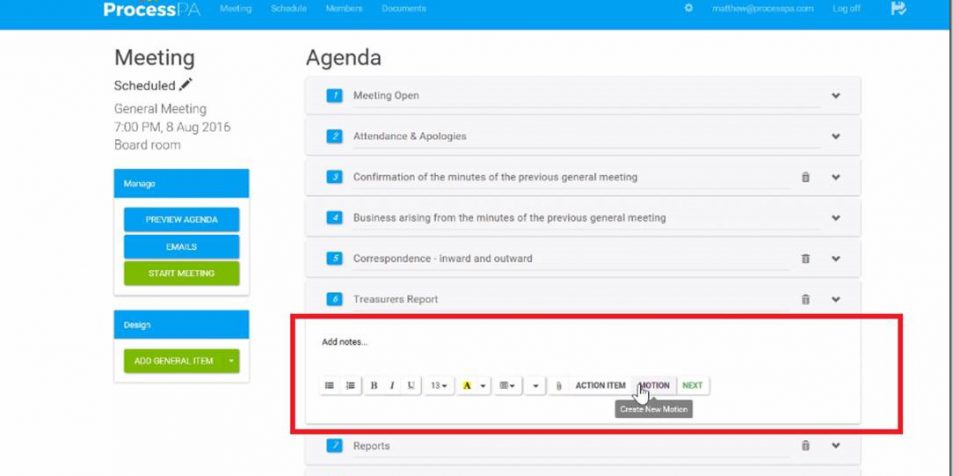 ProcessPA Meeting Schedule Members Documents matthew@processpa.com Log off
Meeting
Scheduled
General Meeting
7:00 PM, 8 Aug 2016
Board room
Manage
PREVIEW AGENDA
EMAILS
START MEETING
Design
ADD GENERAL ITEM
Agenda
1 Meeting Open
2 Attendance & Apologies
3 Confirmation of the minutes of the previous general meeting
4 Business arising from the minutes of the previous general meeting
5 Correspondence - inward and outward
6 Treasurers Report
Add notes...
B I U 13 A ACTION ITEM MOTION NEXT
Create New Motion
7 Reports